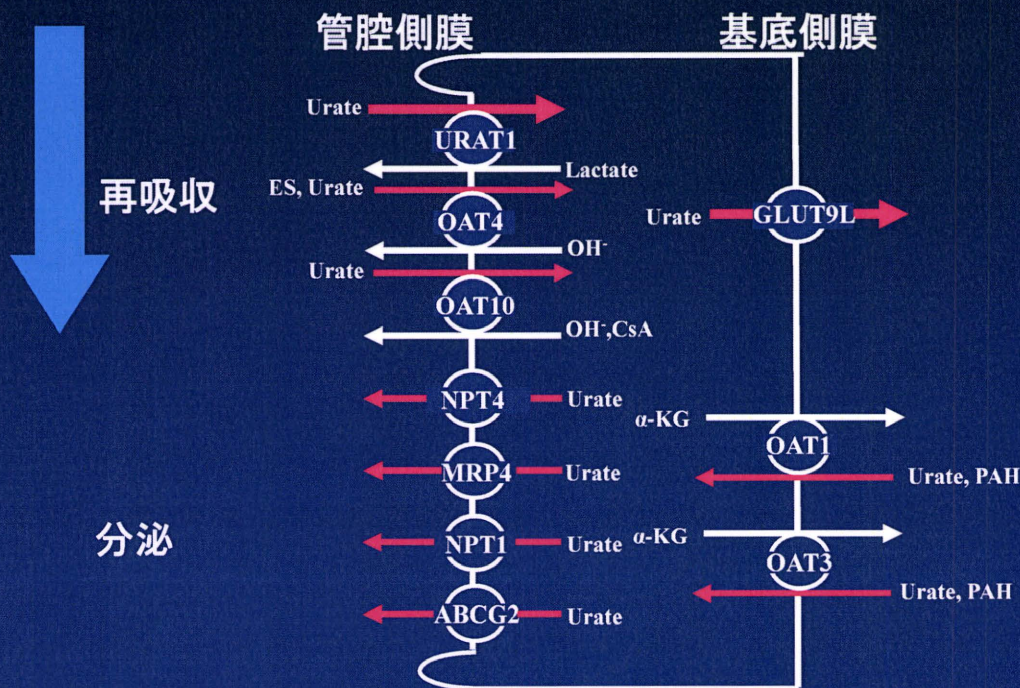 管腔側膜
基底側膜
Urate
URAT1
Lactate
再吸収
ES, Urate
OAT4
OH-
Urate
OAT10
OH-,CsA
Urate
GLUT9L
NPT4
Urate
MRP4
Urate
分泌
NPT1
Urate
ABCG2
Urate
α-KG
OAT1
Urate, PAH
α-KG
OAT3
Urate, PAH